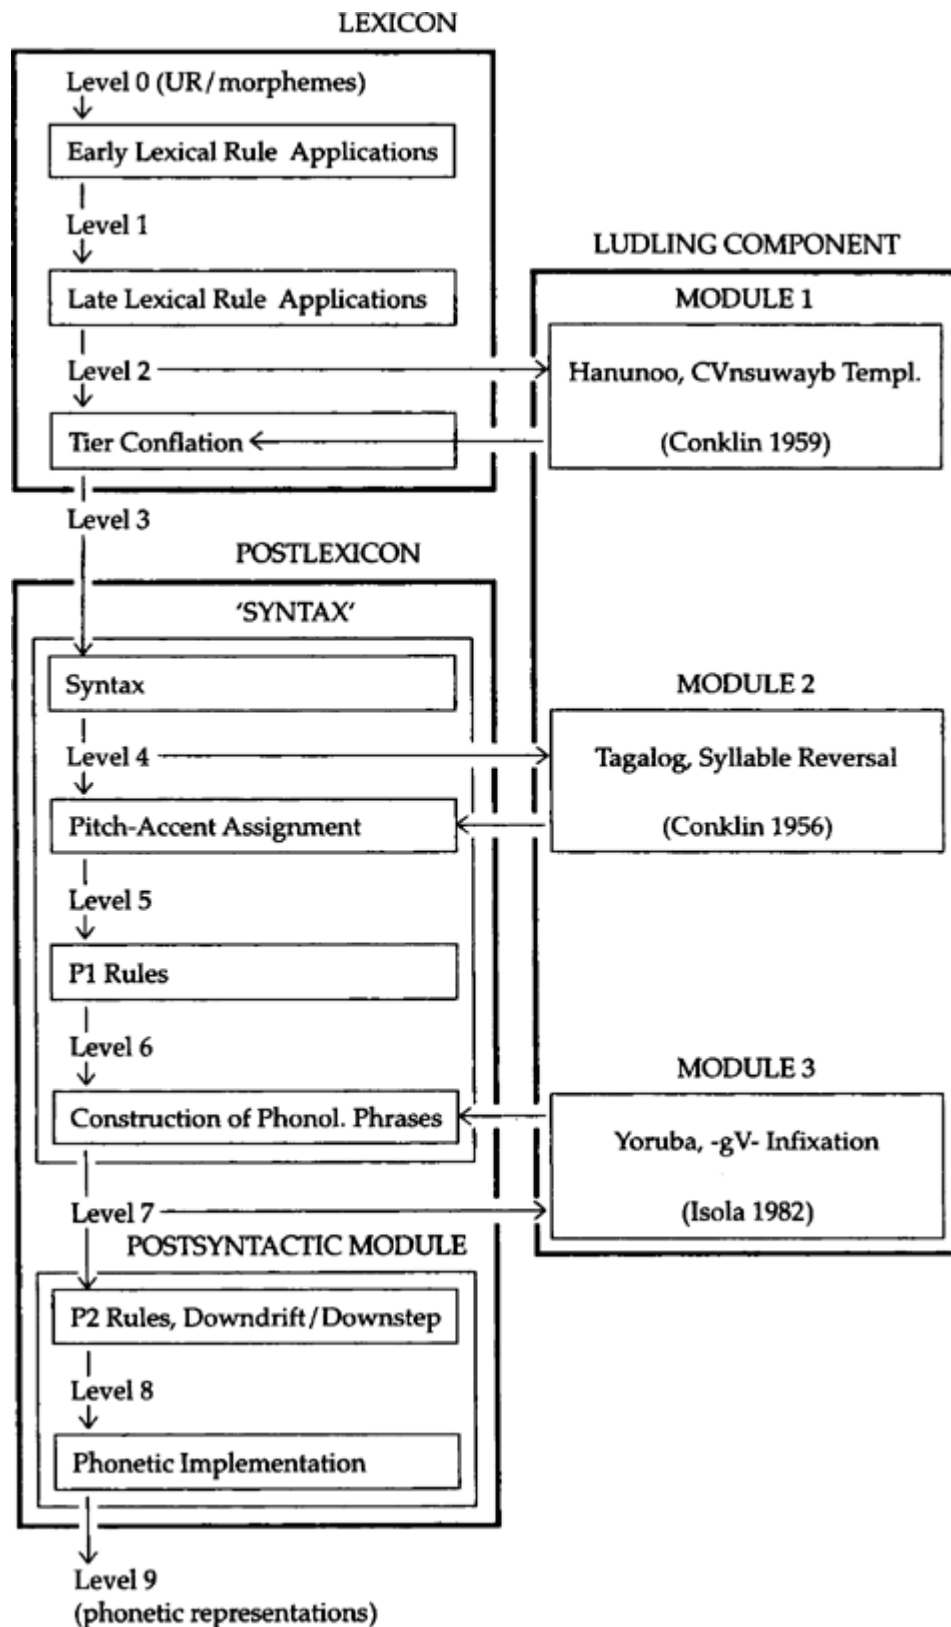 LEXICON
Level 0 (UR/morphemes)
Early Lexical Rule Applications
Level 1
Late Lexical Rule Applications
Level 2
Tier Conflation
Level 3
LUDLING COMPONENT
MODULE 1
Hanunoo, CVnsuwayb Templ.
(Conklin 1959)
POSTLEXICON
'SYNTAX'
Syntax
Level 4
Pitch-Accent Assignment
Level 5
P1 Rules
Level 6
Construction of Phonol. Phrases
MODULE 2
Tagalog, Syllable Reversal
(Conklin 1956)
MODULE 3
Yoruba, -gV- Infixation
(Isola 1982)
Level 7
POSTSYNTACTIC MODULE
P2 Rules, Downdrift/Downstep
Level 8
Phonetic Implementation
Level 9
(phonetic representations)